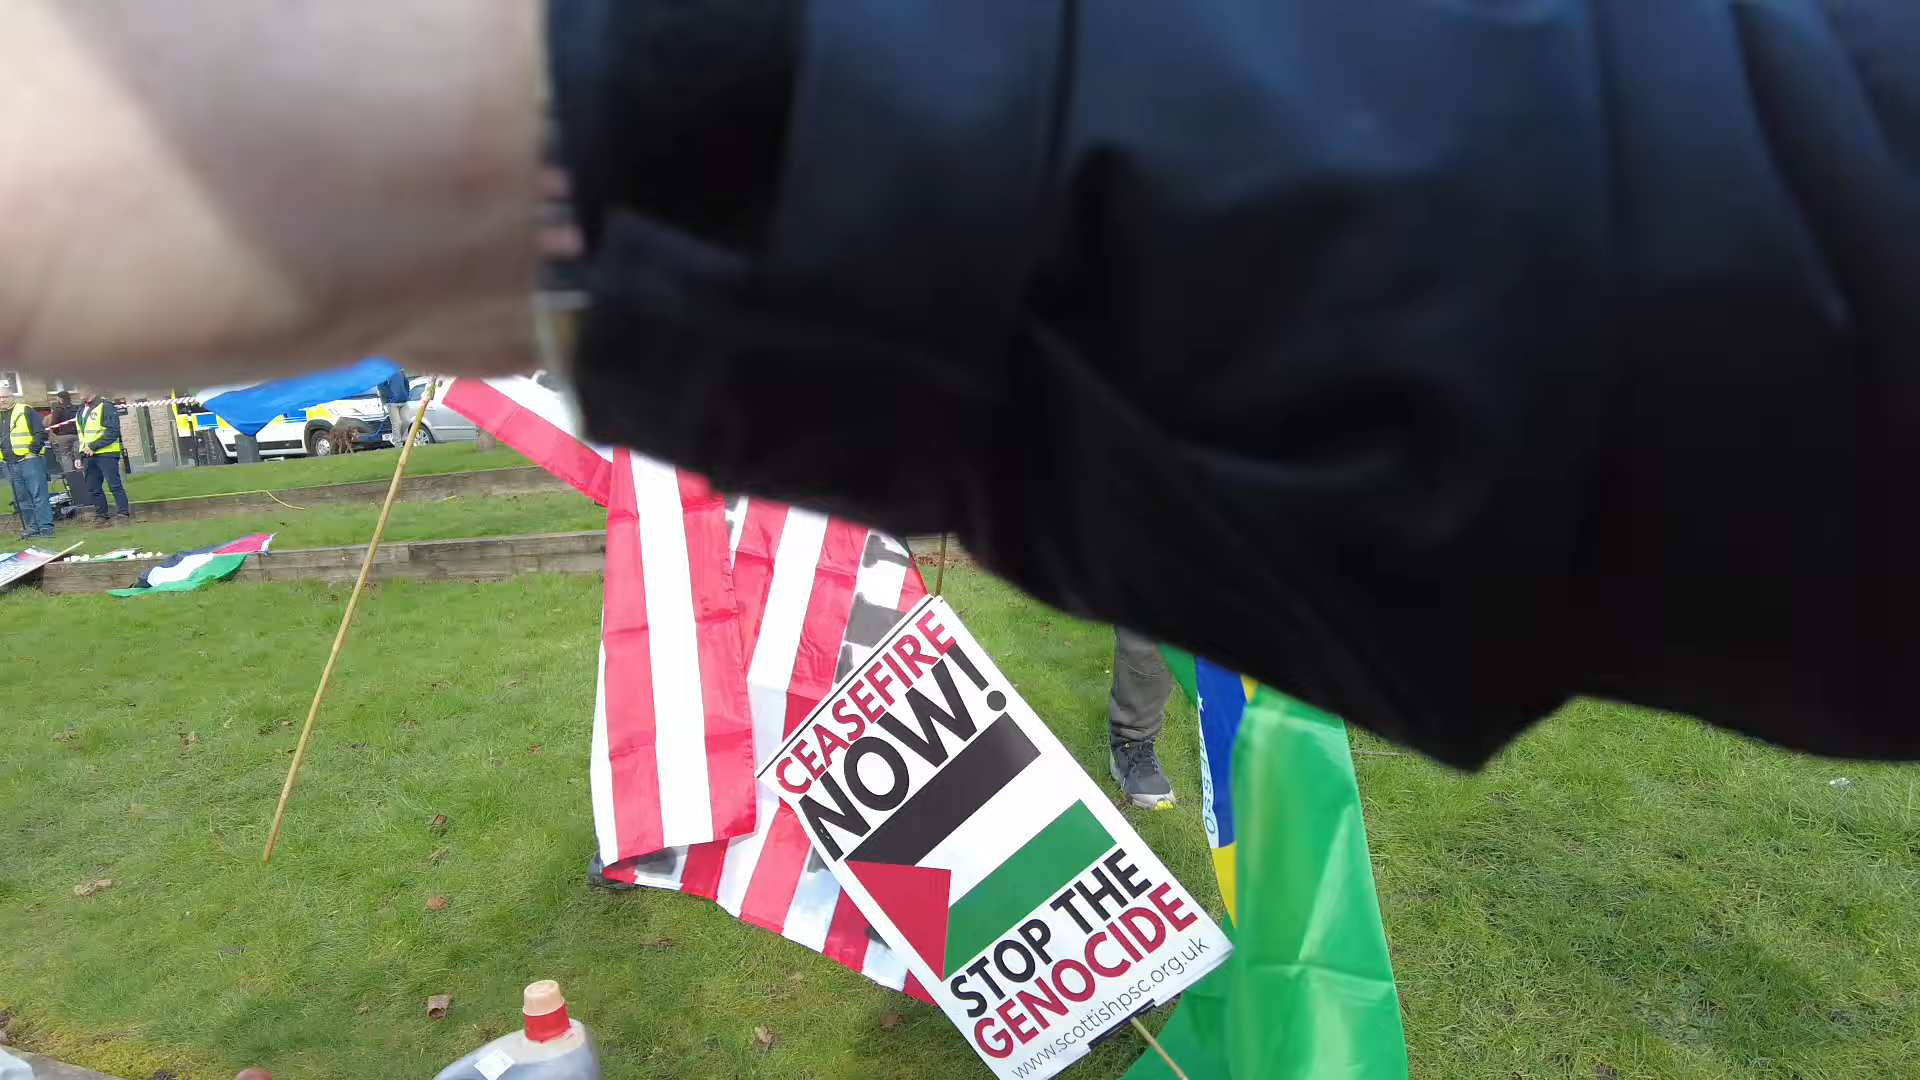 CEASEFIRE
NOW!
STOP THE
GENOCIDE
www.scottishpsc.org.uk